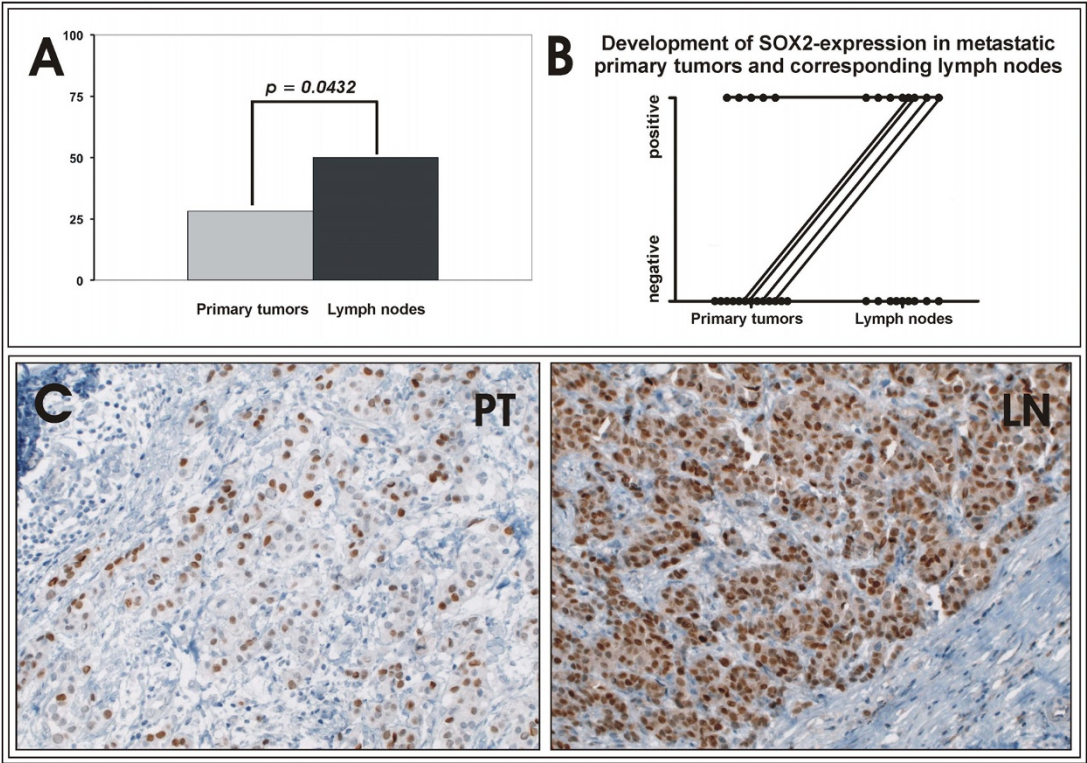 A
100
75
50
25
0
p = 0.0432
Primary tumors
Lymph nodes
B
Development of SOX2-expression in metastatic
primary tumors and corresponding lymph nodes
positive
negative
Primary tumors
Lymph nodes
C
PT
LN